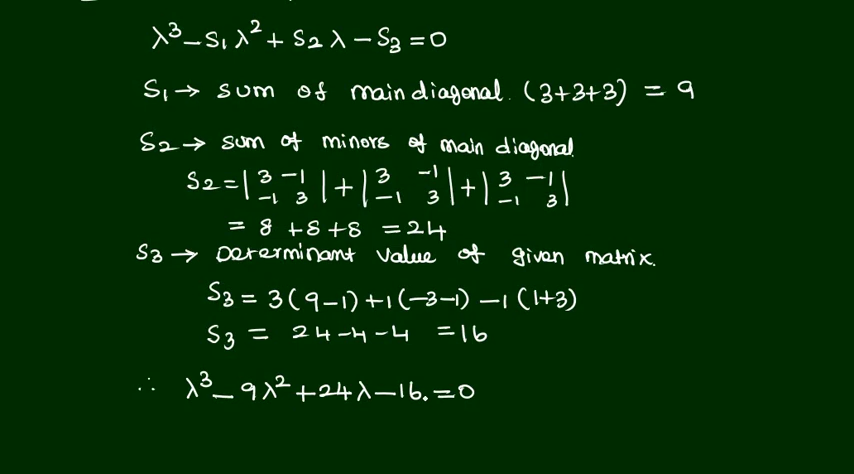 λ³ – S₁ λ² + S₂ λ – S₃ = 0
S₁ → sum of main diagonal. (3+3+3) = 9
S₂ → sum of minors of main diagonal.
S₂ = | 3 –1 ; –1 3 | + | 3 –1 ; –1 3 | + | 3 –1 ; –1 3 |
= 8 + 8 + 8 = 24
S₃ → Determinant value of given matrix.
S₃ = 3(9–1) + 1(–3–1) – 1(1+3)
S₃ = 24 – 4 – 4 = 16
∴ λ³ – 9λ² + 24λ – 16. = 0